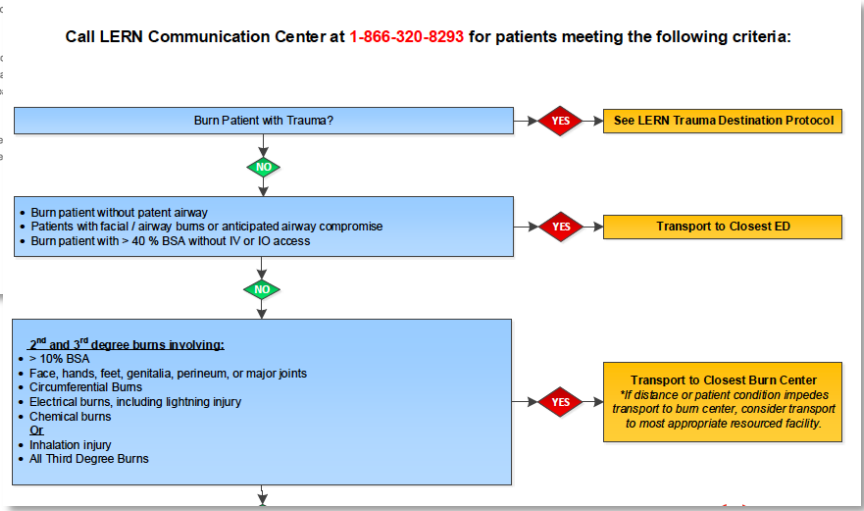 Call LERN Communication Center at 1-866-320-8293 for patients meeting the following criteria:
Burn Patient with Trauma?
YES
See LERN Trauma Destination Protocol
NO
• Burn patient without patent airway
• Patients with facial / airway burns or anticipated airway compromise
• Burn patient with > 40 % BSA without IV or IO access
YES
Transport to Closest ED
NO
2nd and 3rd degree burns involving:
• > 10% BSA
• Face, hands, feet, genitalia, perineum, or major joints
• Circumferential Burns
• Electrical burns, including lightning injury
• Chemical burns
Or
• Inhalation injury
• All Third Degree Burns
YES
Transport to Closest Burn Center
*If distance or patient condition impedes
transport to burn center, consider transport
to most appropriate resourced facility.